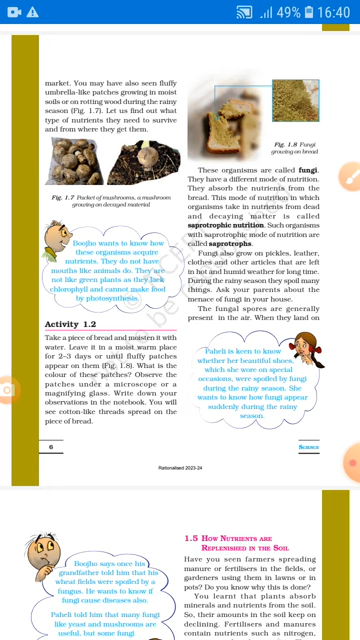 49% 16:40
market. You may have also seen fluffy
umbrella-like patches growing in moist
soils or on rotting wood during the rainy
season (Fig. 1.7). Let us find out what
type of nutrients they need to survive
and from where they get them.
Fig. 1.7 Packet of mushrooms, a mushroom
growing on decayed material
Boojho wants to know how
these organisms acquire
nutrients. They do not have
mouths like animals do. They are
not like green plants as they lack
chlorophyll and cannot make food
by photosynthesis.
Activity 1.2
Take a piece of bread and moisten it with
water. Leave it in a moist warm place
for 2–3 days or until fluffy patches
appear on them (Fig. 1.8). What is the
colour of these patches? Observe the
patches under a microscope or a
magnifying glass. Write down your
observations in the notebook. You will
see cotton-like threads spread on the
piece of bread.
Fig. 1.8 Fungi
growing on bread
These organisms are called fungi.
They have a different mode of nutrition.
They absorb the nutrients from the
bread. This mode of nutrition in which
organisms take in nutrients from dead
and decaying matter is called
saprotrophic nutrition. Such organisms
with saprotrophic mode of nutrition are
called saprotrophs.
Fungi also grow on pickles, leather,
clothes and other articles that are left
in hot and humid weather for long time.
During the rainy season they spoil many
things. Ask your parents about the
menace of fungi in your house.
The fungal spores are generally
present in the air. When they land on
Paheli is keen to know
whether her beautiful shoes,
which she wore on special
occasions, were spoiled by fungi
during the rainy season. She
wants to know how fungi appear
suddenly during the rainy
season.
6
SCIENCE
Rationalised 2023-24
Boojho says once his
grandfather told him that his
wheat fields were spoiled by a
fungus. He wants to know if
fungi cause diseases also.
Paheli told him that many fungi
like yeast and mushrooms are
useful, but some fungi
1.5 HOW NUTRIENTS ARE
REPLENISHED IN THE SOIL
Have you seen farmers spreading
manure or fertilisers in the fields, or
gardeners using them in lawns or in
pots? Do you know why this is done?
You learnt that plants absorb
minerals and nutrients from the soil.
So, their amounts in the soil keep on
declining. Fertilisers and manures
contain nutrients such as nitrogen,